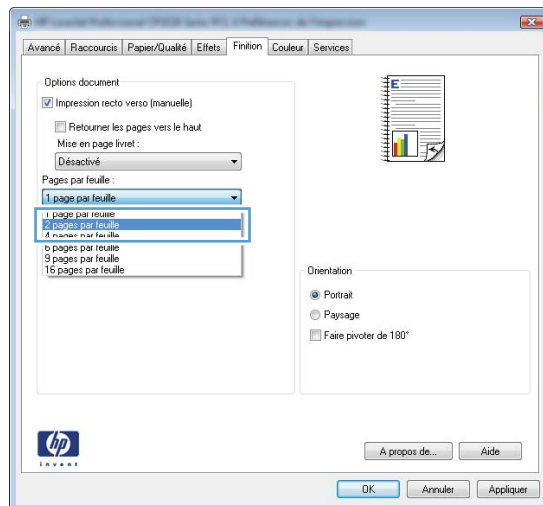 Avancé Raccourcis Papier/Qualité Effets Finition Couleur Services
Options document
Impression recto verso (manuelle)
Retourner les pages vers le haut
Mise en page livret :
Désactivé
Pages par feuille :
1 page par feuille
1 page par feuille
2 pages par feuille
4 pages par feuille
6 pages par feuille
9 pages par feuille
16 pages par feuille
E
Orientation
Portrait
Paysage
Faire pivoter de 180°
hp
invent
A propos de...
Aide
OK
Annuler
Appliquer